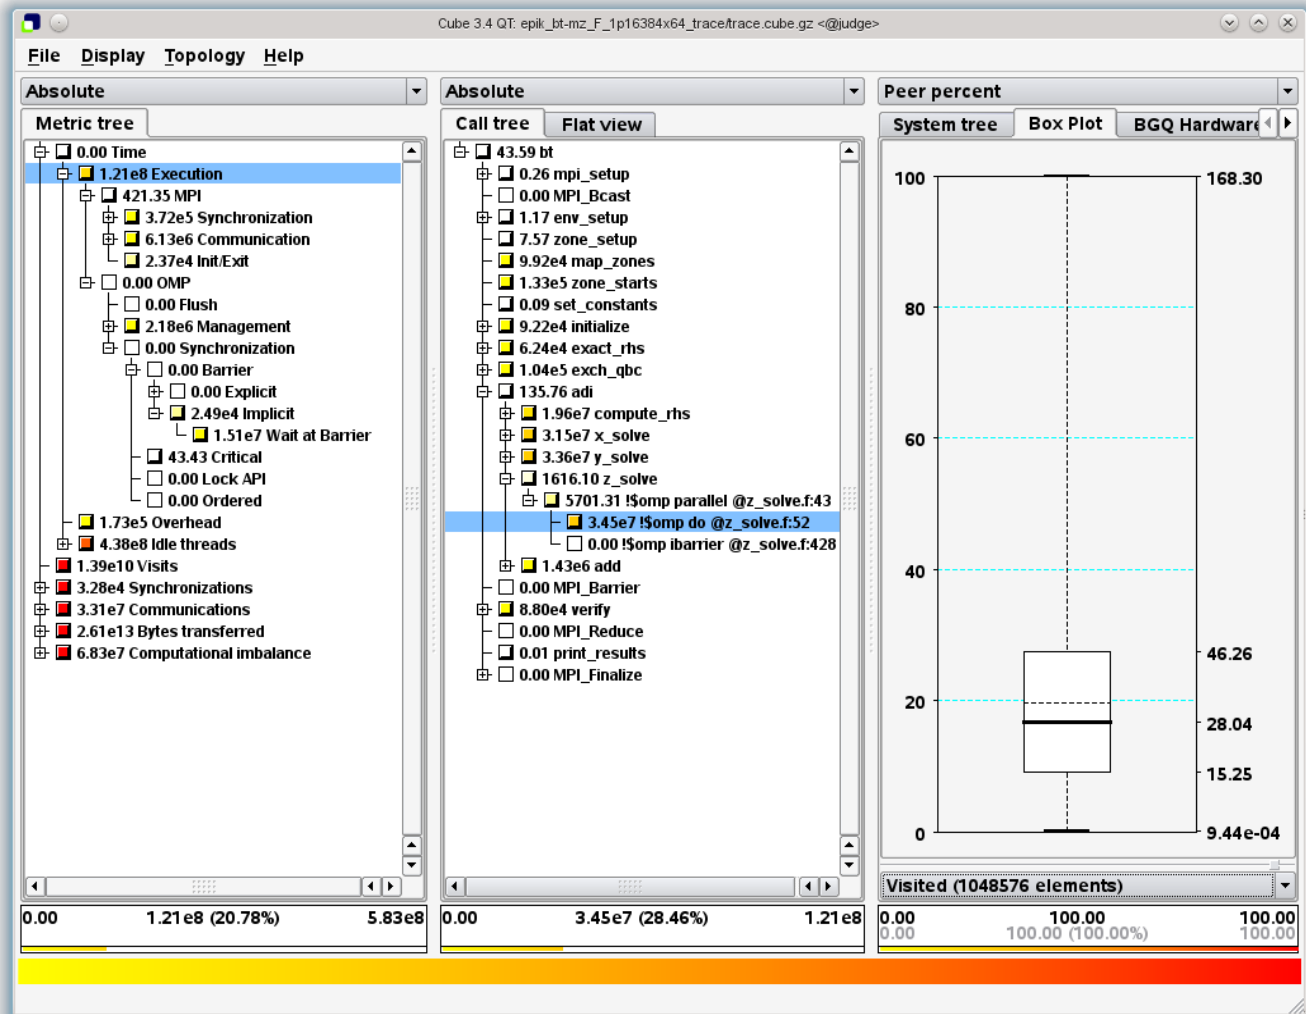 Cube 3.4 QT: epik_bt-mz_F_1p16384x64_trace/trace.cube.gz <@judge>
File Display Topology Help
Absolute
Metric tree
0.00 Time
1.21e8 Execution
421.35 MPI
3.72e5 Synchronization
6.13e6 Communication
2.37e4 Init/Exit
0.00 OMP
0.00 Flush
2.18e6 Management
0.00 Synchronization
0.00 Barrier
0.00 Explicit
2.49e4 Implicit
1.51e7 Wait at Barrier
43.43 Critical
0.00 Lock API
0.00 Ordered
1.73e5 Overhead
4.38e8 Idle threads
1.39e10 Visits
3.28e4 Synchronizations
3.31e7 Communications
2.61e13 Bytes transferred
6.83e7 Computational imbalance
0.00 1.21e8 (20.78%) 5.83e8
Absolute
Call tree Flat view
43.59 bt
0.26 mpi_setup
0.00 MPI_Bcast
1.17 env_setup
7.57 zone_setup
9.92e4 map_zones
1.33e5 zone_starts
0.09 set_constants
9.22e4 initialize
6.24e4 exact_rhs
1.04e5 exch_qbc
135.76 adi
1.96e7 compute_rhs
3.15e7 x_solve
3.36e7 y_solve
1616.10 z_solve
5701.31 !$omp parallel @z_solve.f:43
3.45e7 !$omp do @z_solve.f:52
0.00 !$omp ibarrier @z_solve.f:428
1.43e6 add
0.00 MPI_Barrier
8.80e4 verify
0.00 MPI_Reduce
0.01 print_results
0.00 MPI_Finalize
0.00 3.45e7 (28.46%) 1.21e8
Peer percent
System tree Box Plot BGQ Hardware
100 168.30
80
60
40
46.26
20
28.04
15.25
0 9.44e-04
Visited (1048576 elements)
0.00 100.00 100.00
0.00 100.00 (100.00%) 100.00